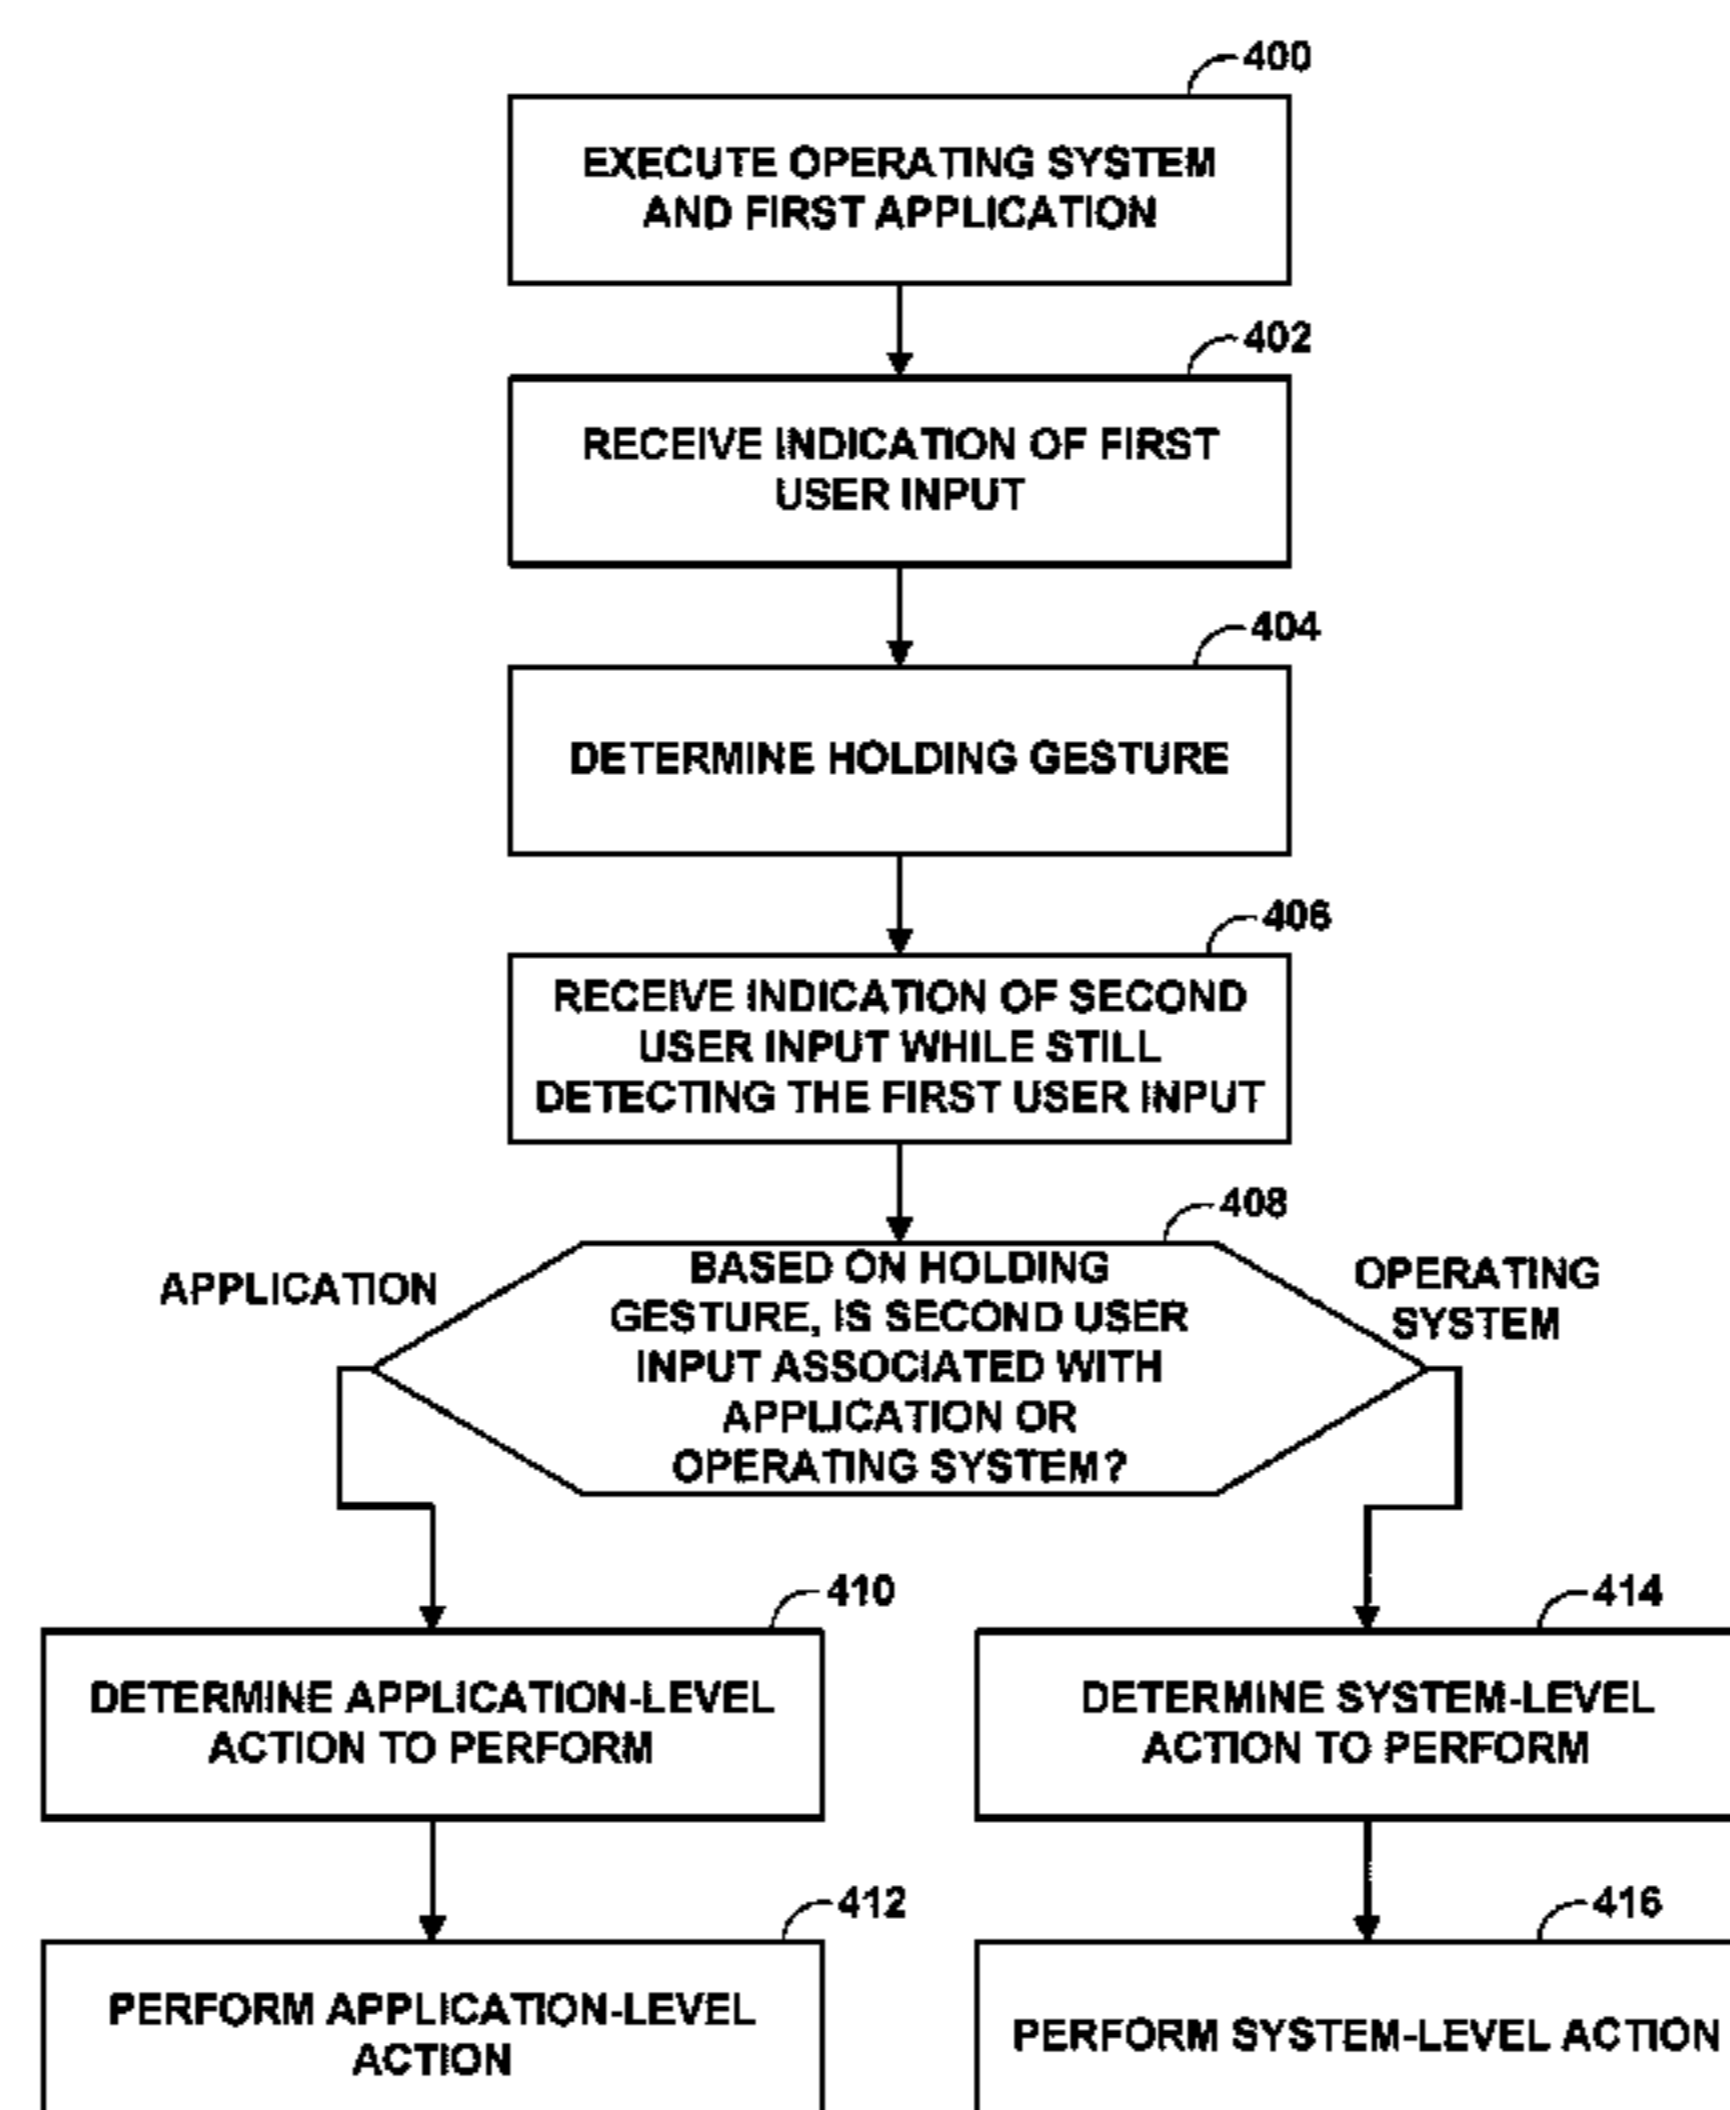 400
EXECUTE OPERATING SYSTEM
AND FIRST APPLICATION
402
RECEIVE INDICATION OF FIRST
USER INPUT
404
DETERMINE HOLDING GESTURE
406
RECEIVE INDICATION OF SECOND
USER INPUT WHILE STILL
DETECTING THE FIRST USER INPUT
408
APPLICATION
BASED ON HOLDING
GESTURE, IS SECOND USER
INPUT ASSOCIATED WITH
APPLICATION OR
OPERATING SYSTEM?
OPERATING
SYSTEM
410
DETERMINE APPLICATION-LEVEL
ACTION TO PERFORM
414
DETERMINE SYSTEM-LEVEL
ACTION TO PERFORM
412
PERFORM APPLICATION-LEVEL
ACTION
416
PERFORM SYSTEM-LEVEL ACTION